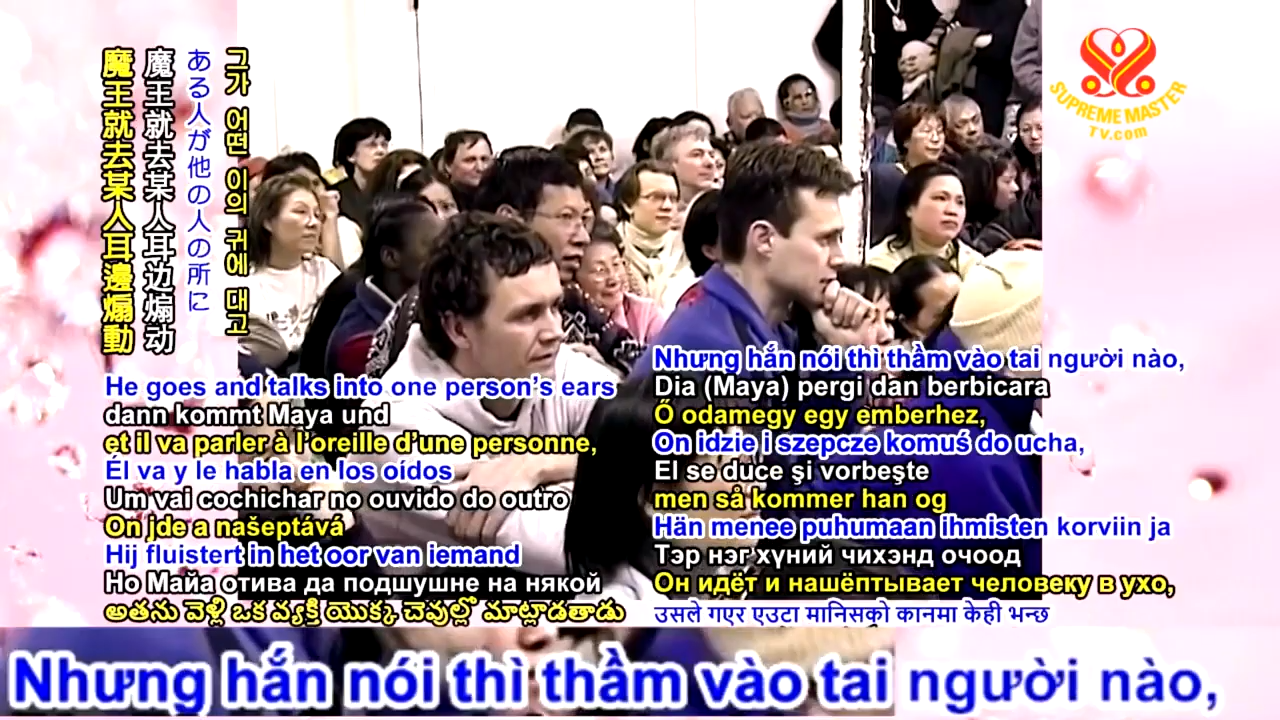 그가 어떤 이의 귀에 대고
ある人が他の人の所に
魔王就去某人耳边煽动
魔王就去某人耳邊煽動
SUPREME MASTER
TV.com
He goes and talks into one person's ears
dann kommt Maya und
et il va parler à l'oreille d'une personne,
Él va y le habla en los oídos
Um vai cochichar no ouvido do outro
On jde a našeptává
Hij fluistert in het oor van iemand
Но Майа отива да подшушне на някой
అతను వెళ్లి ఒక వ్యక్తి యొక్క చెవుల్లో మాట్లాడతాడు
Nhưng hắn nói thì thầm vào tai người nào,
Dia (Maya) pergi dan berbicara
Ő odamegy egy emberhez,
On idzie i szepcze komuś do ucha,
El se duce şi vorbeşte
men så kommer han og
Hän menee puhumaan ihmisten korviin ja
Тэр нэг хүний чихэнд очоод
Он идёт и нашёптывает человеку в ухо,
उसले गएर एउटा मानिसको कानमा केही भन्छ
Nhưng hắn nói thì thầm vào tai người nào,